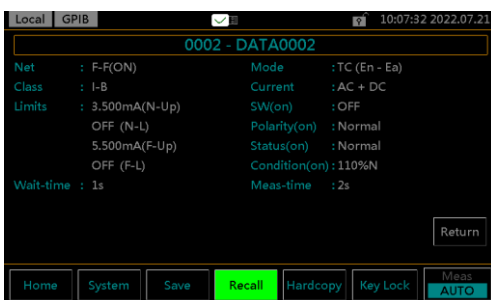 Local GPIB 10:07:32 2022.07.21
0002 - DATA0002
Net : F-F(ON) Mode :TC (En - Ea)
Class : I-B Current :AC + DC
Limits : 3.500mA(N-Up) SW(on) :OFF
OFF (N-L) Polarity(on) :Normal
5.500mA(F-Up) Status(on) :Normal
OFF (F-L) Condition(on) :110%N
Wait-time : 1s Meas-time :2s
Return
Home System Save Recall Hardcopy Key Lock Meas
AUTO